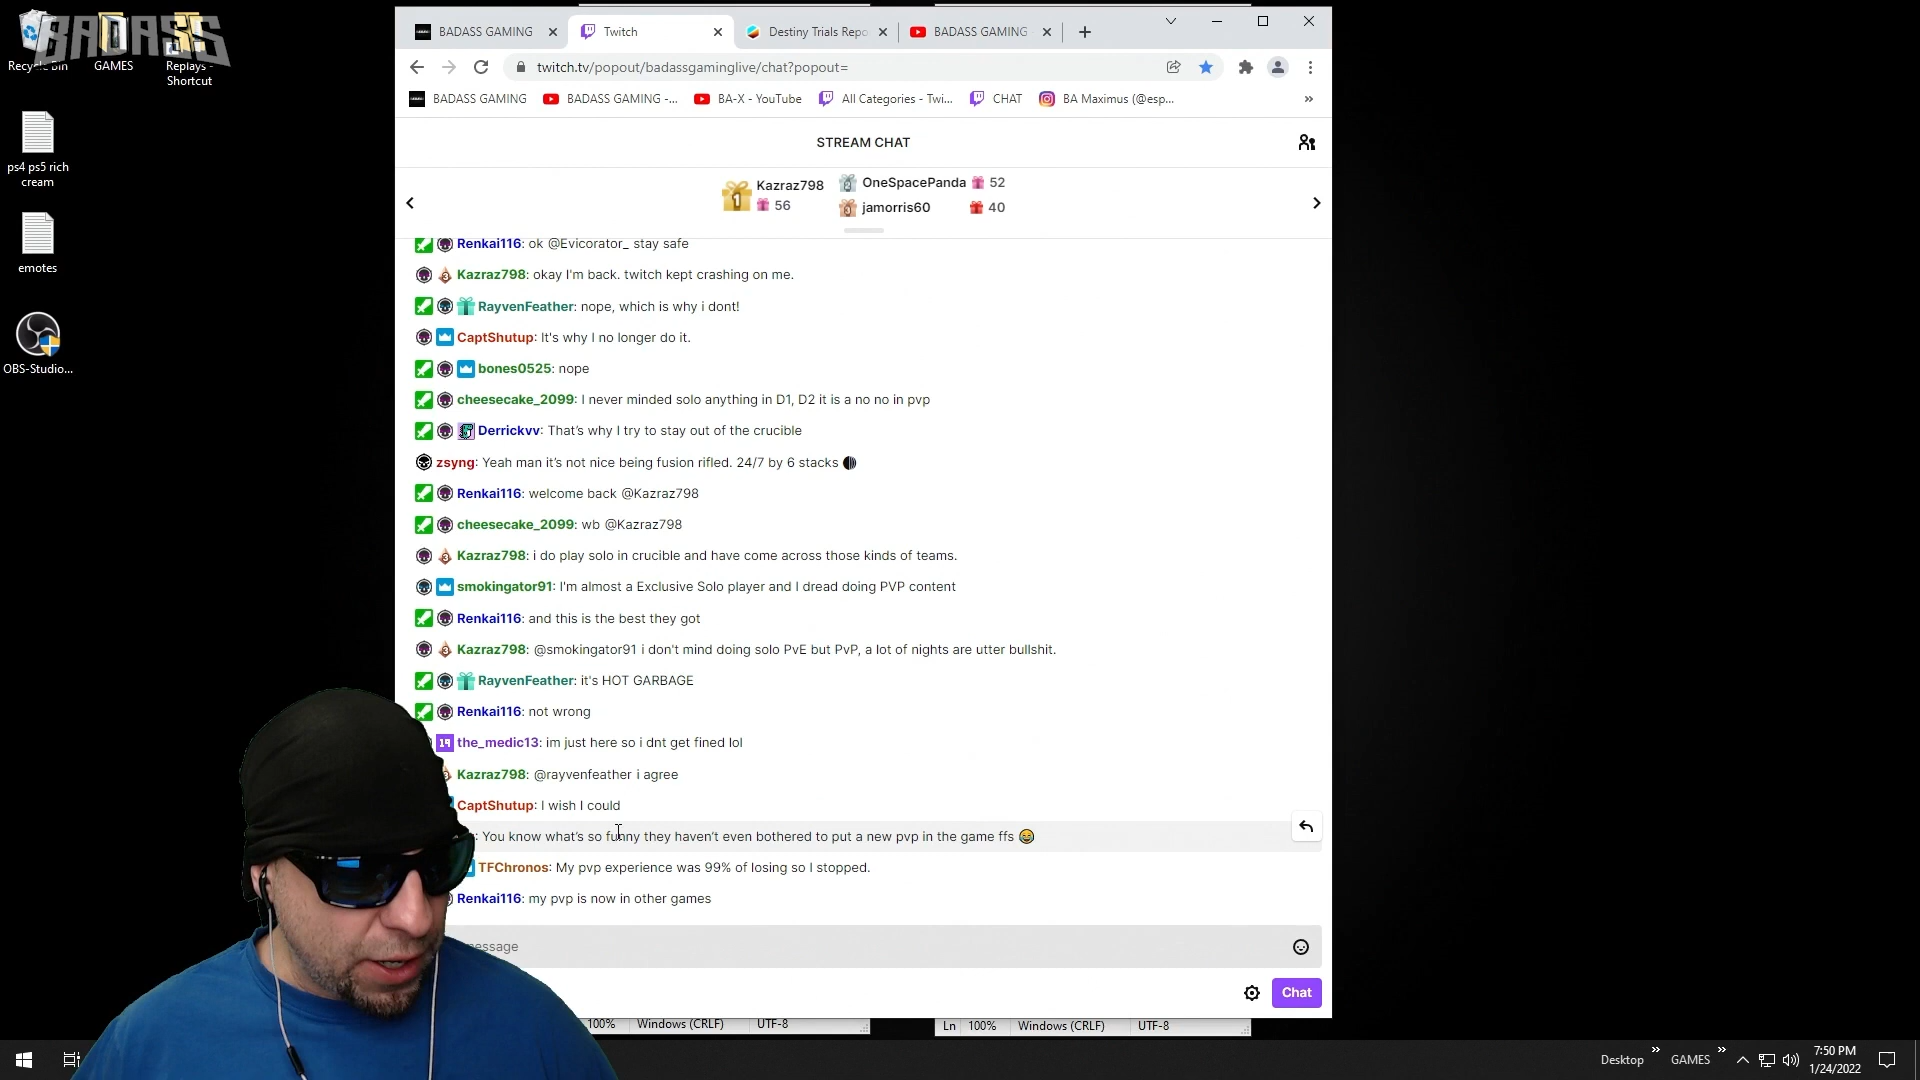 BADASS
Recycle Bin
GAMES
Replays -
Shortcut
ps4 ps5 rich
cream
emotes
OBS-Studio...
BADASS GAMING
Twitch
Destiny Trials Repo
BADASS GAMING -
twitch.tv/popout/badassgaminglive/chat?popout=
BADASS GAMING
BADASS GAMING -...
BA-X - YouTube
All Categories - Twi...
CHAT
BA Maximus (@esp...
STREAM CHAT
1
Kazraz798
56
2
OneSpacePanda
52
3
jamorris60
40
Renkai116: ok @Evicorator_ stay safe
Kazraz798: okay I'm back. twitch kept crashing on me.
RayvenFeather: nope, which is why i dont!
CaptShutup: It's why I no longer do it.
bones0525: nope
cheesecake_2099: I never minded solo anything in D1, D2 it is a no no in pvp
Derrickvv: That's why I try to stay out of the crucible
zsyng: Yeah man it's not nice being fusion rifled. 24/7 by 6 stacks
Renkai116: welcome back @Kazraz798
cheesecake_2099: wb @Kazraz798
Kazraz798: i do play solo in crucible and have come across those kinds of teams.
smokingator91: I'm almost a Exclusive Solo player and I dread doing PVP content
Renkai116: and this is the best they got
Kazraz798: @smokingator91 i don't mind doing solo PvE but PvP, a lot of nights are utter bullshit.
RayvenFeather: it's HOT GARBAGE
Renkai116: not wrong
the_medic13: im just here so i dnt get fined lol
Kazraz798: @rayvenfeather i agree
CaptShutup: I wish I could
: You know what's so funny they haven't even bothered to put a new pvp in the game ffs
TFChronos: My pvp experience was 99% of losing so I stopped.
Renkai116: my pvp is now in other games
message
Chat
100% Windows (CRLF) UTF-8
Ln 100% Windows (CRLF) UTF-8
Desktop
GAMES
7:50 PM
1/24/2022